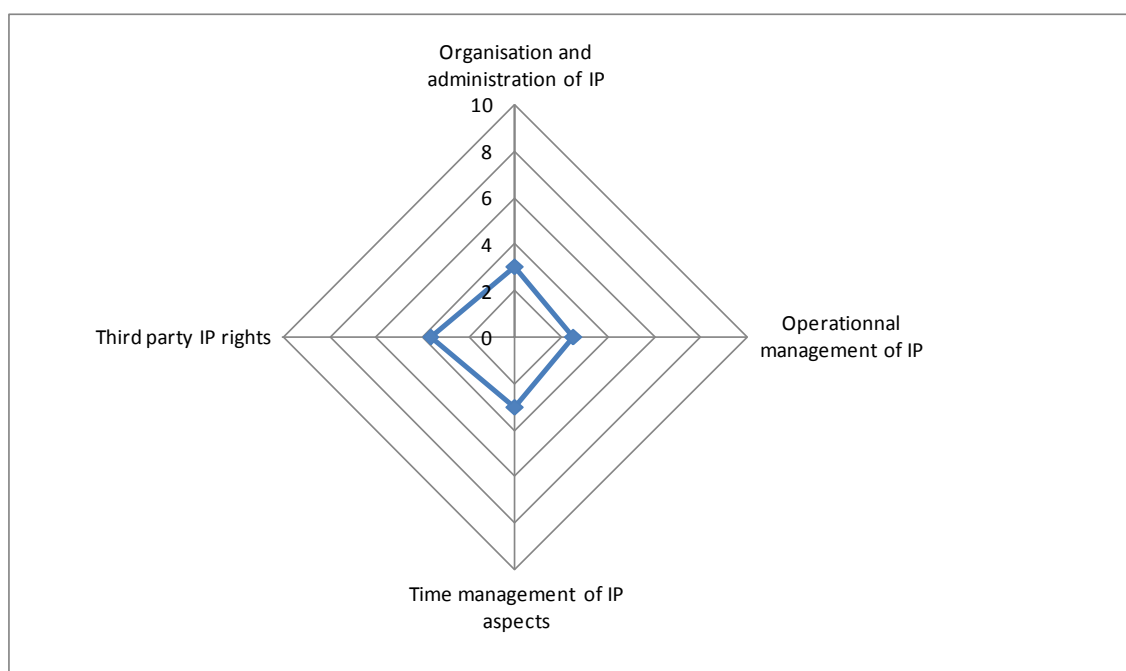 Organisation and
administration of IP
10
8
6
4
2
0
Third party IP rights
Operationnal
management of IP
Time management of IP
aspects